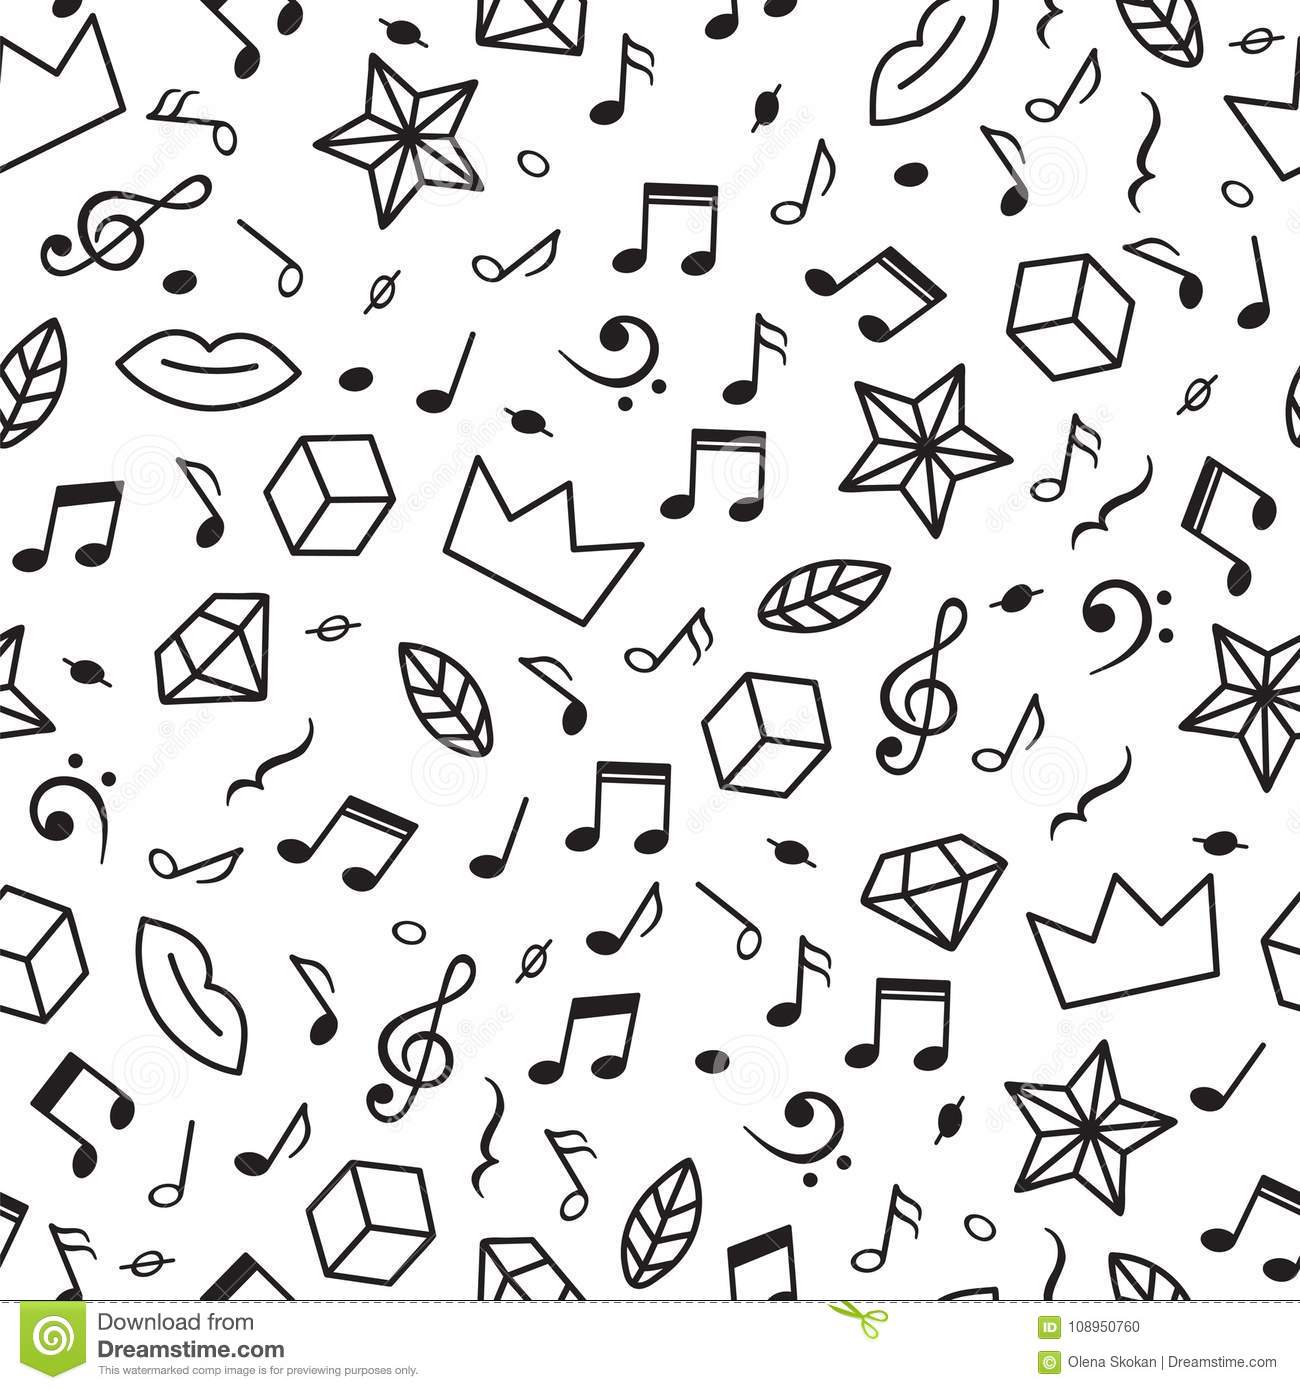 Download from
Dreamstime.com
This watermarked comp image is for previewing purposes only.
ID 108950760
© Olena Skokan | Dreamstime.com